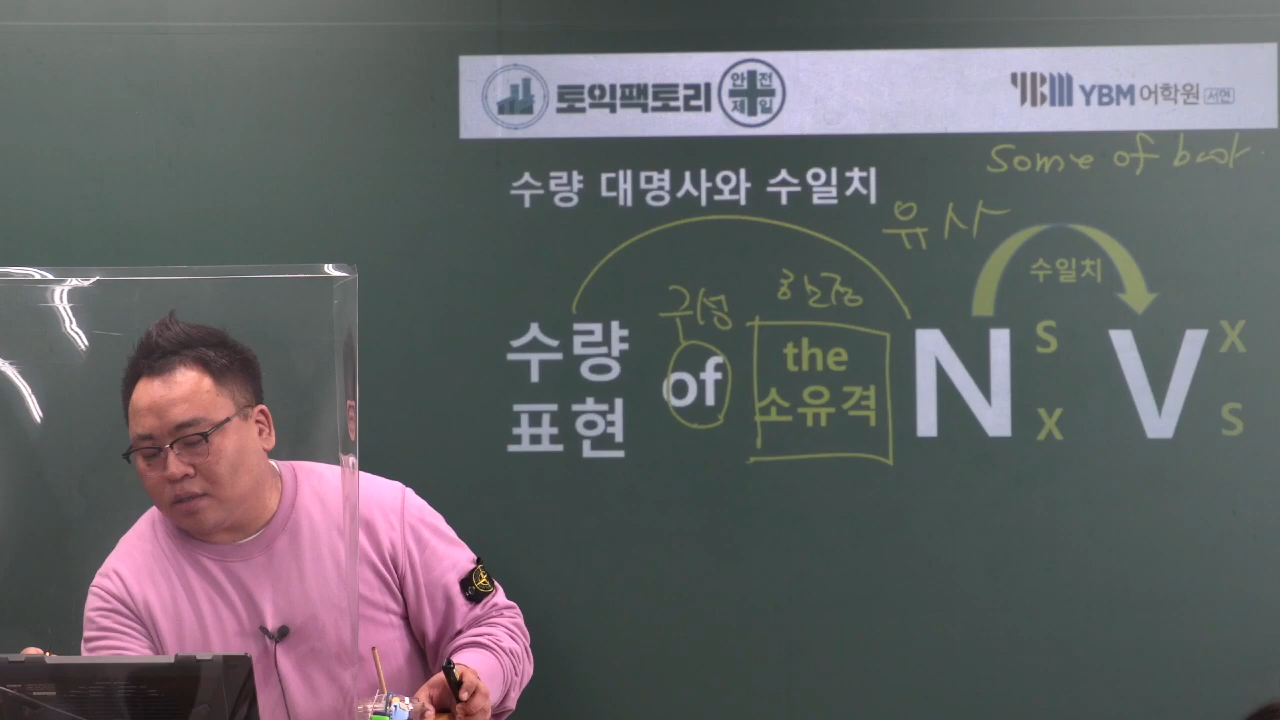 토익팩토리 안전제일 YBM YBM 어학원 서현
Some of book
수량 대명사와 수일치
유사
수일치
구성 한정
수량 표현 of the 소유격 N S X V X S